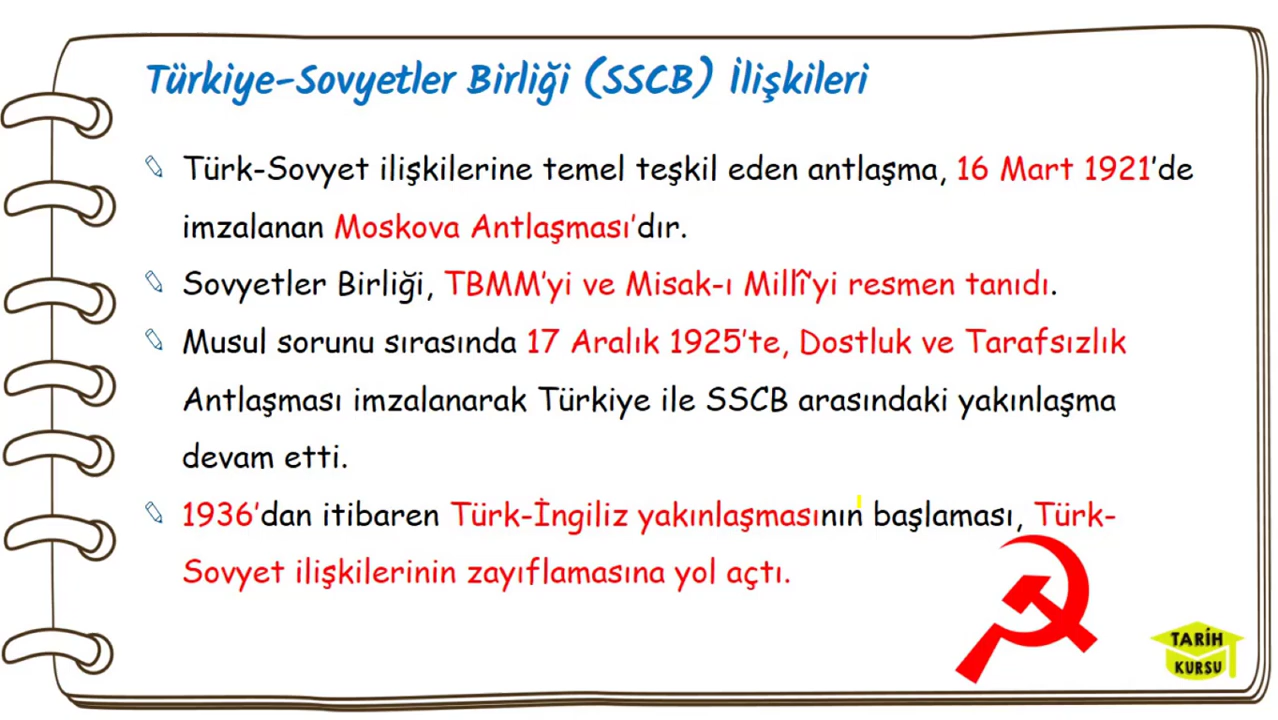 Türkiye-Sovyetler Birliği (SSCB) İlişkileri
Türk-Sovyet ilişkilerine temel teşkil eden antlaşma, 16 Mart 1921'de
imzalanan Moskova Antlaşması'dır.
Sovyetler Birliği, TBMM'yi ve Misak-ı Millî'yi resmen tanıdı.
Musul sorunu sırasında 17 Aralık 1925'te, Dostluk ve Tarafsızlık
Antlaşması imzalanarak Türkiye ile SSCB arasındaki yakınlaşma
devam etti.
1936'dan itibaren Türk-İngiliz yakınlaşmasının başlaması, Türk-
Sovyet ilişkilerinin zayıflamasına yol açtı.
TARİH
KURSU